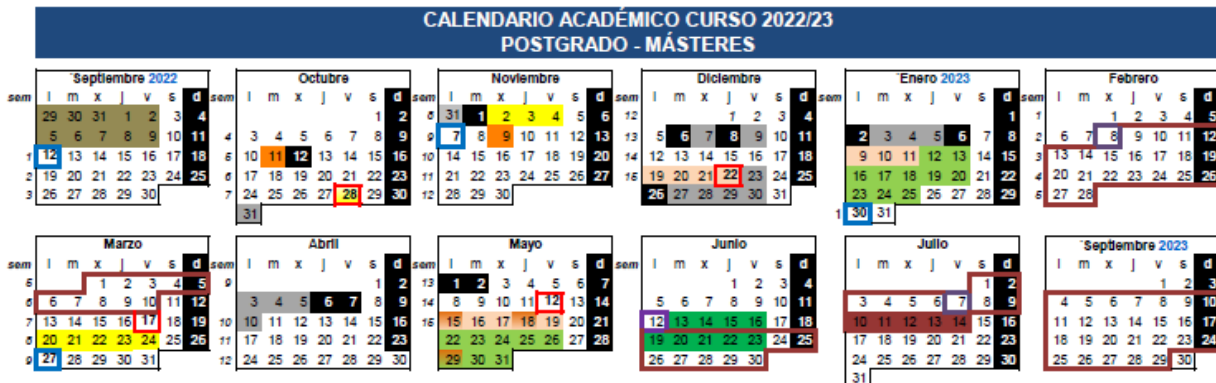 CALENDARIO ACADÉMICO CURSO 2022/23
POSTGRADO - MÁSTERES
Septiembre 2022 Octubre Noviembre Diciembre Enero 2023 Febrero
sem l m x j v s d sem l m x j v s d sem l m x j v s d sem l m x j v s d sem l m x j v s d sem l m x j v s d
29 30 31 1 2 3 4 1 2 8 31 1 2 3 4 5 6 12 1 2 3 4 1 1 2 3 4 5
5 6 7 8 9 10 11 4 3 4 5 6 7 8 9 9 7 8 9 10 11 12 13 13 5 6 7 8 9 10 11 2 3 4 5 6 7 8 2 6 7 8 9 10 11 12
1 12 13 14 15 16 17 18 5 10 11 12 13 14 15 16 10 14 15 16 17 18 19 20 14 12 13 14 15 16 17 18 9 10 11 12 13 14 15 3 13 14 15 16 17 18 19
2 19 20 21 22 23 24 25 6 17 18 19 20 21 22 23 11 21 22 23 24 25 26 27 15 19 20 21 22 23 24 25 16 17 18 19 20 21 22 4 20 21 22 23 24 25 26
3 26 27 28 29 30 7 24 25 26 27 28 29 30 12 28 29 30 26 27 28 29 30 31 23 24 25 26 27 28 29 5 27 28
31 1 30 31
Marzo Abril Mayo Junio Julio Septiembre 2023
sem l m x j v s d l m x j v s d sem l m x j v s d sem l m x j v s d l m x j v s d l m x j v s d
5 1 2 3 4 5 9 1 2 13 1 2 3 4 5 6 7 1 2 3 4 1 2 1 2 3
6 6 7 8 9 10 11 12 3 4 5 6 7 8 9 14 8 9 10 11 12 13 14 5 6 7 8 9 10 11 3 4 5 6 7 8 9 4 5 6 7 8 9 10
7 13 14 15 16 17 18 19 10 10 11 12 13 14 15 16 15 15 16 17 18 19 20 21 12 13 14 15 16 17 18 10 11 12 13 14 15 16 11 12 13 14 15 16 17
8 20 21 22 23 24 25 26 11 17 18 19 20 21 22 23 22 23 24 25 26 27 28 19 20 21 22 23 24 25 17 18 19 20 21 22 23 18 19 20 21 22 23 24
9 27 28 29 30 31 12 24 25 26 27 28 29 30 29 30 31 26 27 28 29 30 24 25 26 27 28 29 30 25 26 27 28 29 30
31